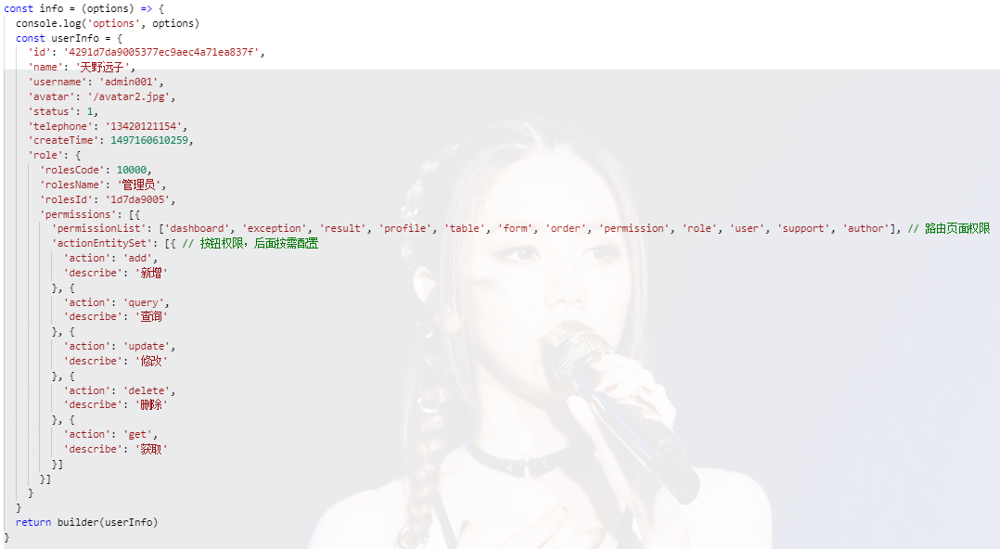 const info = (options) => {
console.log('options', options)
const userInfo = {
'id': '4291d7da9005377ec9aec4a71ea837f',
'name': '天野远子',
'username': 'admin001',
'avatar': '/avatar2.jpg',
'status': 1,
'telephone': '13420121154',
'createTime': 1497160610259,
'role': {
'rolesCode': 10000,
'rolesName': '管理员',
'rolesId': '1d7da9005',
'permissions': [{
'permissionList': ['dashboard', 'exception', 'result', 'profile', 'table', 'form', 'order', 'permission', 'role', 'user', 'support', 'author'], // 路由页面权限
'actionEntitySet': [{ // 按钮权限，后面按需配置
'action': 'add',
'describe': '新增'
}, {
'action': 'query',
'describe': '查询'
}, {
'action': 'update',
'describe': '修改'
}, {
'action': 'delete',
'describe': '删除'
}, {
'action': 'get',
'describe': '获取'
}]
}]
}
}
return builder(userInfo)
}